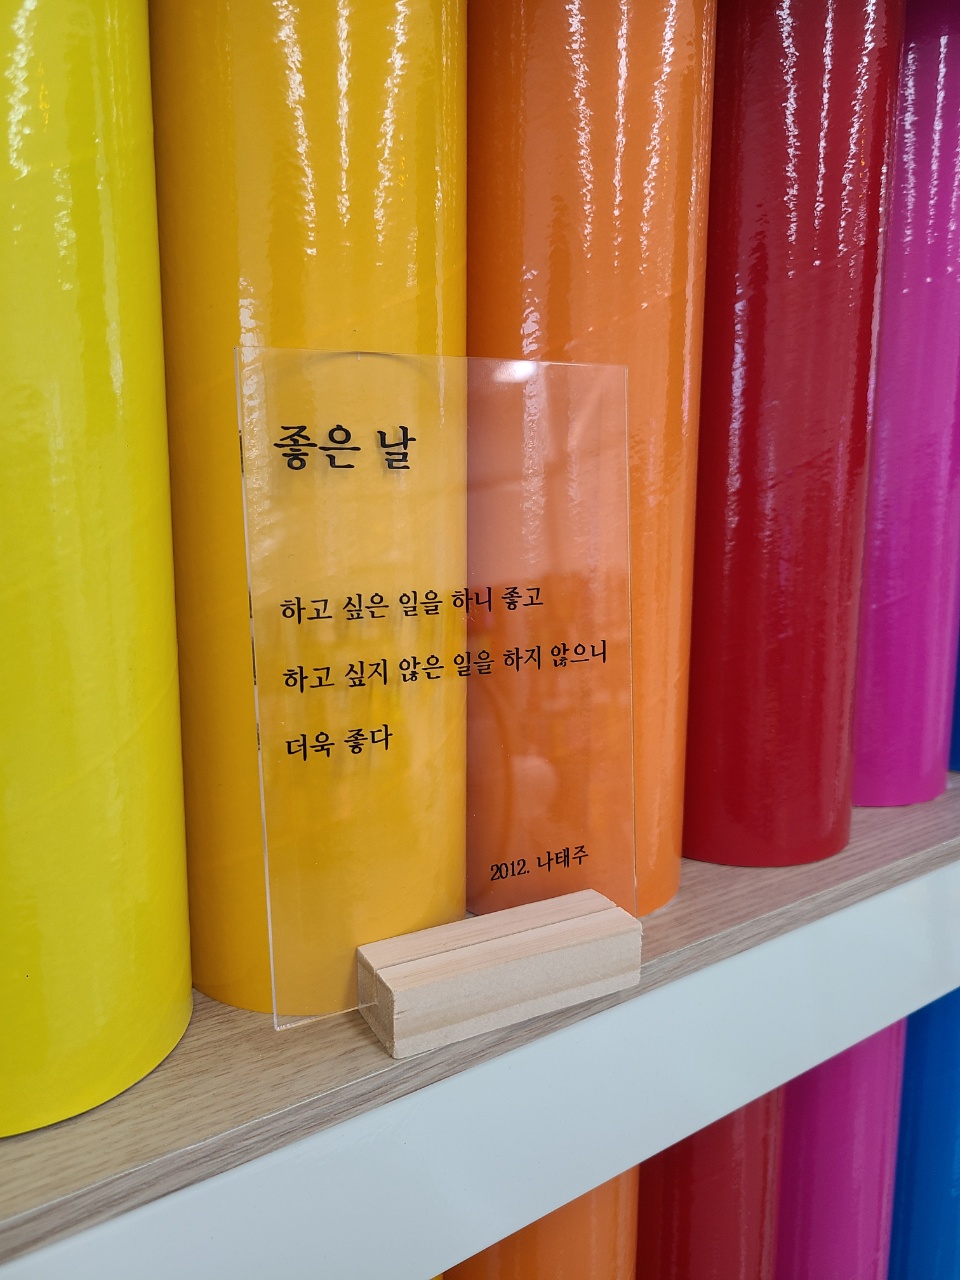 좋은 날
하고 싶은 일을 하니 좋고
하고 싶지 않은 일을 하지 않으니
더욱 좋다
2012. 나태주